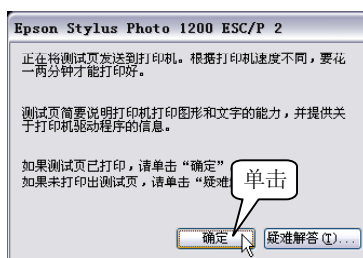 Epson Stylus Photo 1200 ESC/P 2
正在将测试页发送到打印机。根据打印机速度不同，要花
一两分钟才能打印好。
测试页简要说明打印机打印图形和文字的能力，并提供关
于打印机驱动程序的信息。
如果测试页已打印，请单击“确定”
如果未打印出测试页，请单击“疑难
单击
确定
疑难解答(T)...